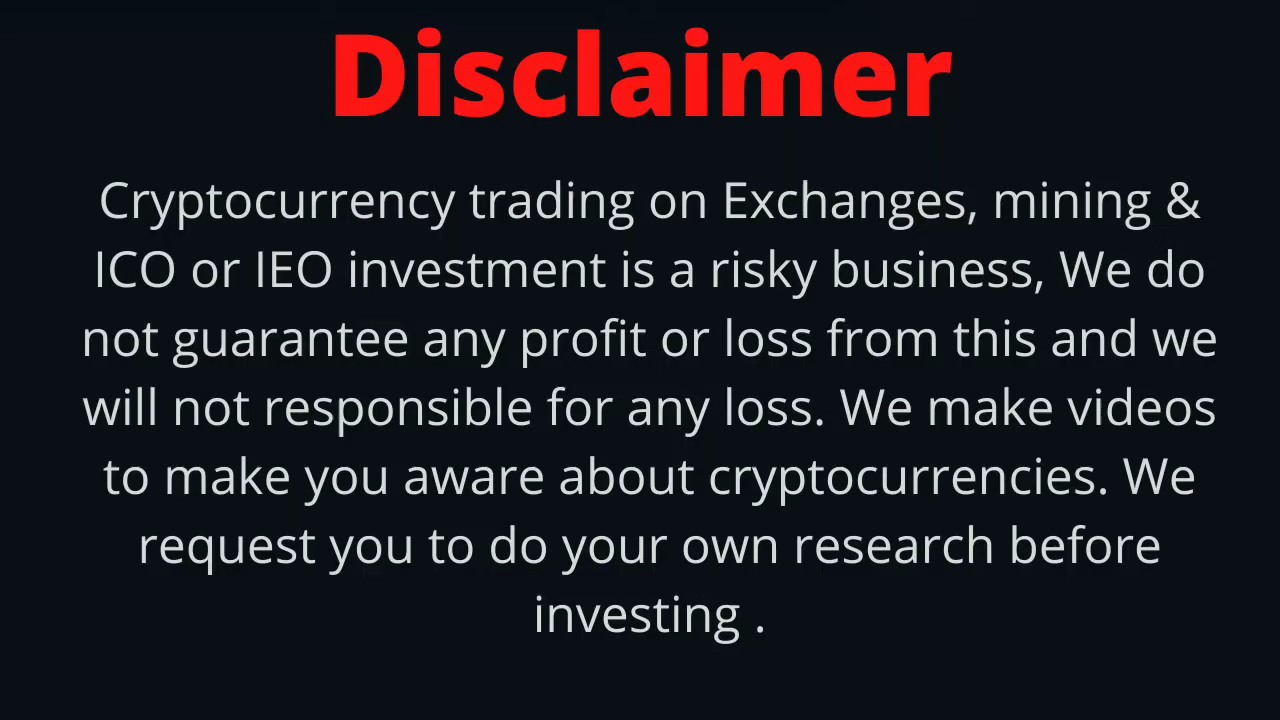 Disclaimer
Cryptocurrency trading on Exchanges, mining &
ICO or IEO investment is a risky business, We do
not guarantee any profit or loss from this and we
will not responsible for any loss. We make videos
to make you aware about cryptocurrencies. We
request you to do your own research before
investing .